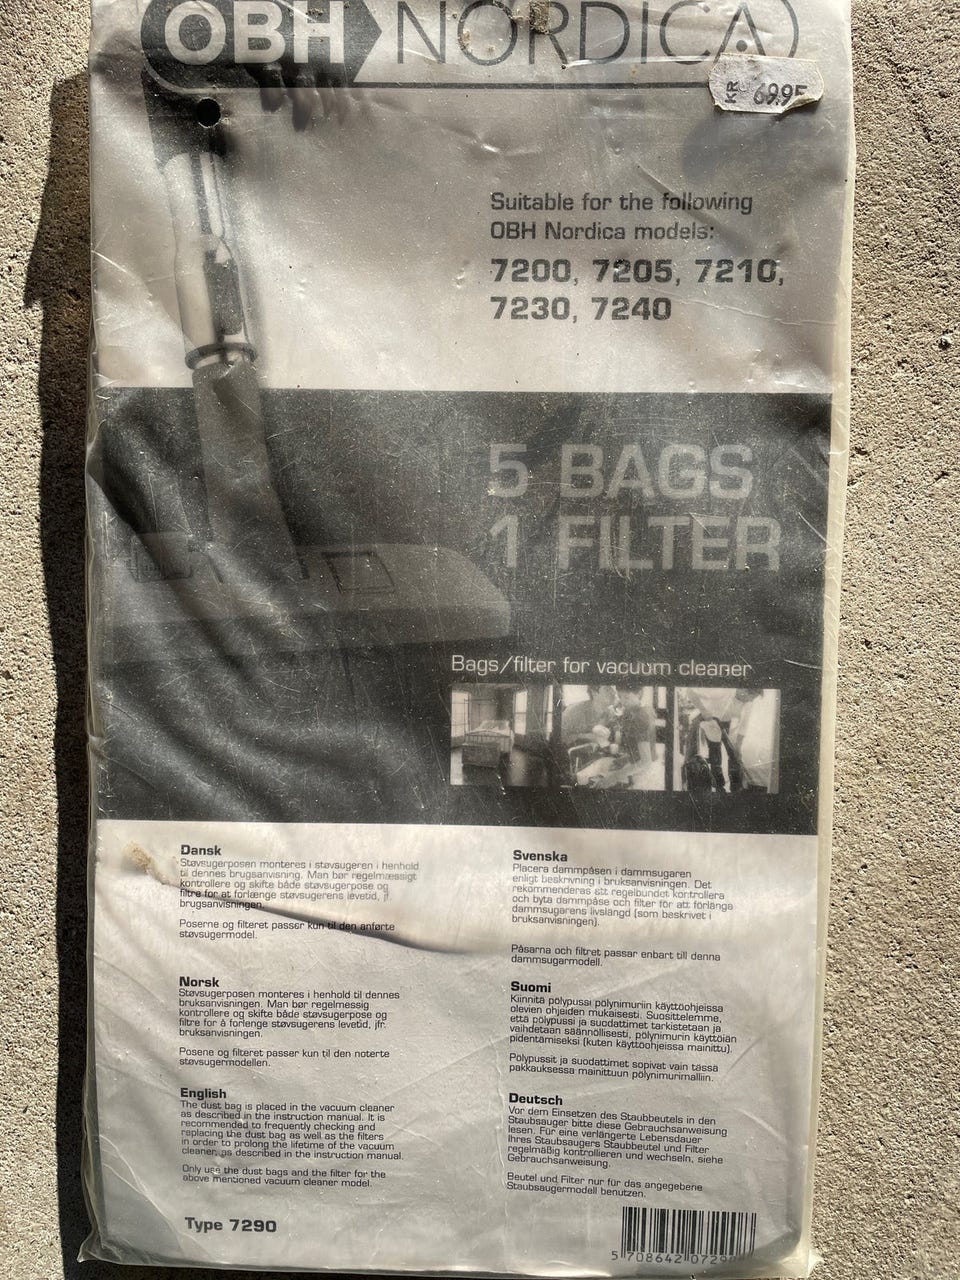 OBH NORDICA
KR 69.95
Suitable for the following
OBH Nordica models:
7200, 7205, 7210,
7230, 7240
5 BAGS
1 FILTER
Bags/filter for vacuum cleaner
Dansk
Støvsugerposen monteres i støvsugeren i henhold
til dennes brugsanvisning. Man bør regelmæssigt
kontrollere og skifte både støvsugerpose og
filtre for at forlænge støvsugerens levetid, jf.
brugsanvisningen.
Poserne og filteret passer kun til den anførte
støvsugermodel.
Norsk
Støvsugerposen monteres i henhold til dennes
bruksanvisningen. Man bør regelmessig
kontrollere og skifte både støvsugerpose og
filtre for å forlenge støvsugerens levetid, jfr.
bruksanvisningen.
Posene og filteret passer kun til den noterte
støvsugermodellen.
English
The dust bag is placed in the vacuum cleaner
as described in the instruction manual. It is
recommended to frequently checking and
replacing the dust bag as well as the filters
in order to prolong the lifetime of the vacuum
cleaner, as described in the instruction manual.
Only use the dust bags and the filter for the
above mentioned vacuum cleaner model.
Type 7290
Svenska
Placera dammpåsen i dammsugaren
enligt beskrivning i bruksanvisningen. Det
rekommenderas att regelbundet kontrollera
och byta dammpåse och filter för att förlänga
dammsugarens livslängd (som beskrivet i
bruksanvisningen).
Påsarna och filtret passar enbart till denna
dammsugarmodell.
Suomi
Kiinnitä pölypussi pölynimuriin käyttöohjeissa
olevien ohjeiden mukaisesti. Suosittelemme,
että pölypussi ja suodattimet tarkistetaan ja
vaihdetaan säännöllisesti, pölynimurin käyttöiän
pidentämiseksi (kuten käyttöohjeissa mainittu).
Pölypussit ja suodattimet sopivat vain tässä
pakkauksessa mainittuun pölynimurimalliin.
Deutsch
Vor dem Einsetzen des Staubbeutels in den
Staubsauger bitte diese Gebrauchsanweisung
lesen. Für eine verlängerte Lebensdauer
Ihres Staubsaugers Staubbeutel und Filter
regelmäßig kontrollieren und wechseln, siehe
Gebrauchsanweisung.
Beutel und Filter nur für das angegebene
Staubsaugermodell benutzen.
5 708642 0729